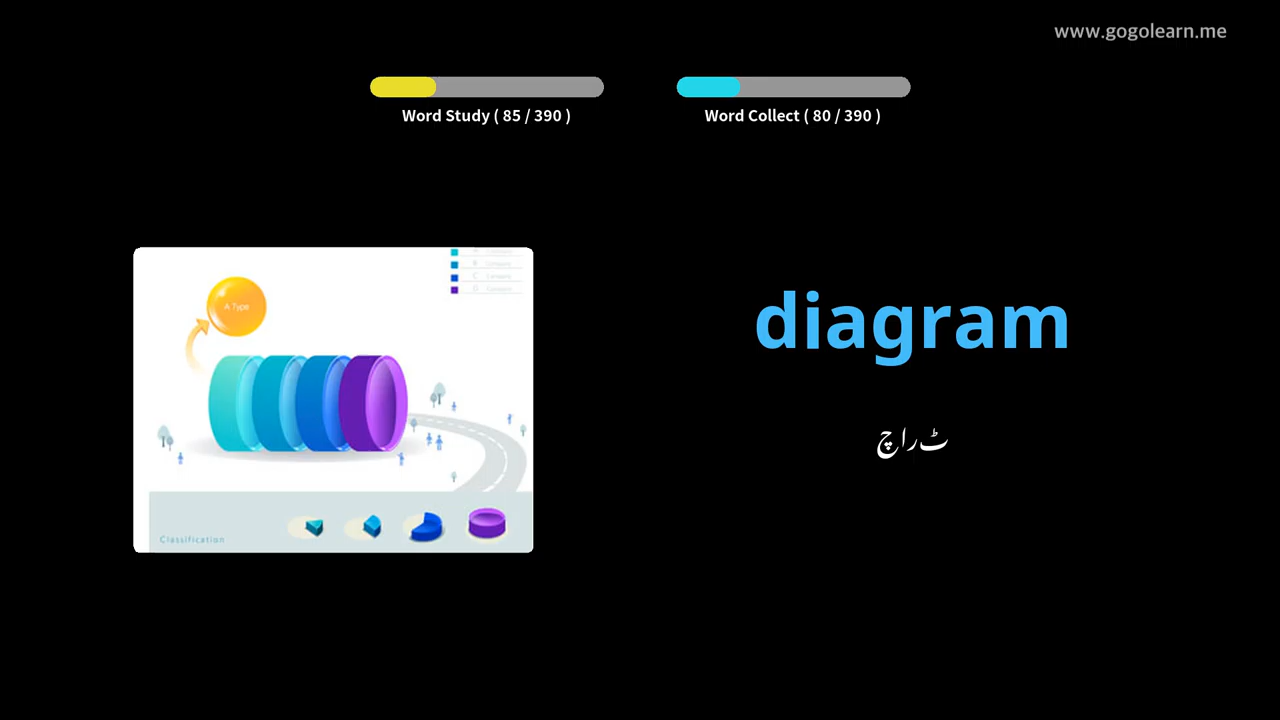 www.gogolearn.me
Word Study ( 85 / 390 )
Word Collect ( 80 / 390 )
A Type
diagram
ٹراچ
Classification